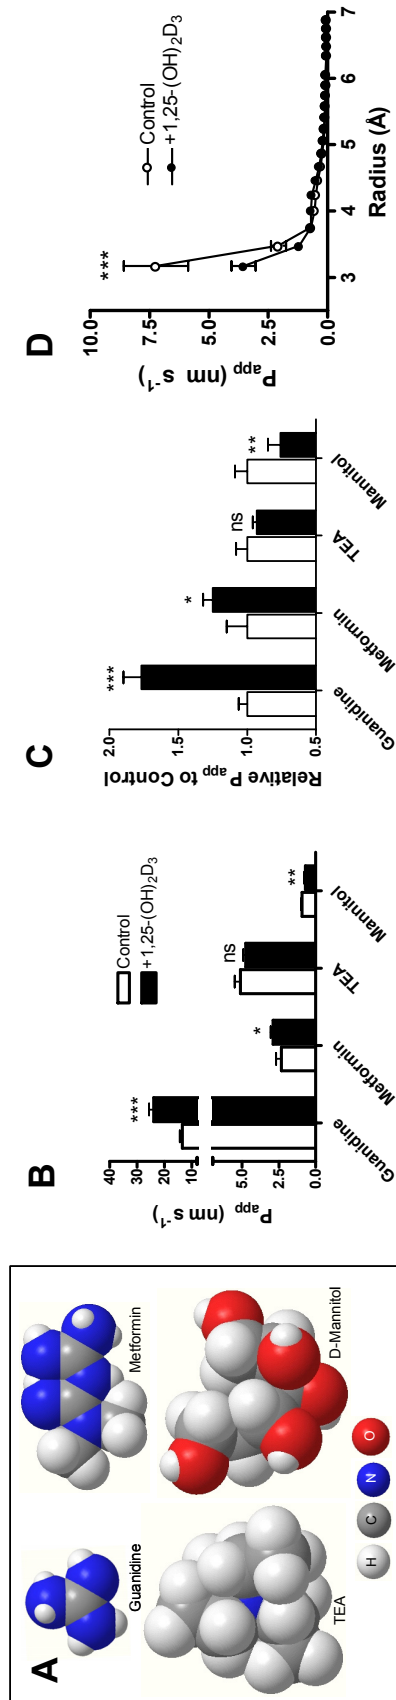 A
Guanidine
Metformin
TEA
D-Mannitol
H
C
N
O
B
Control
+1,25-(OH)2D3
Papp (nm s-1)
40
30
20
10
5.0
2.5
0.0
***
*
ns
**
Guanidine
Metformin
TEA
Mannitol
C
Relative Papp to Control
2.0
1.5
1.0
0.5
***
*
ns
**
Guanidine
Metformin
TEA
Mannitol
D
Control
+1,25-(OH)2D3
Papp (nm s-1)
10.0
7.5
5.0
2.5
0.0
***
3
4
5
6
7
Radius (Å)